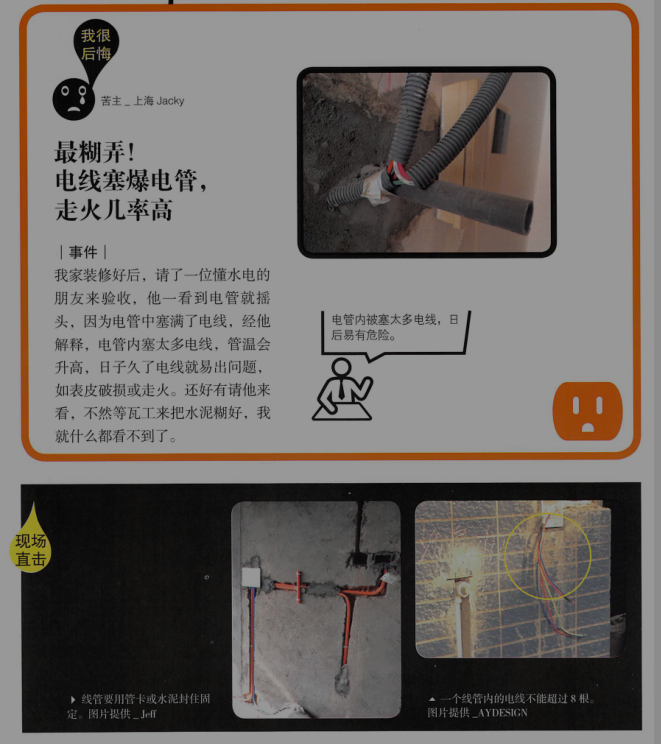 我很
后悔
苦主 _ 上海 Jacky
最糊弄！
电线塞爆电管，
走火几率高
｜事件｜
我家装修好后，请了一位懂水电的
朋友来验收，他一看到电管就摇
头，因为电管中塞满了电线，经他
解释，电管内塞太多电线，管温会
升高，日子久了电线就易出问题，
如表皮破损或走火。还好有请他来
看，不然等瓦工来把水泥糊好，我
就什么都看不到了。
电管内被塞太多电线，日
后易有危险。
现场
直击
线管要用管卡或水泥封住固
定。图片提供 _ Jeff
一个线管内的电线不能超过 8 根。
图片提供 _AYDESIGN